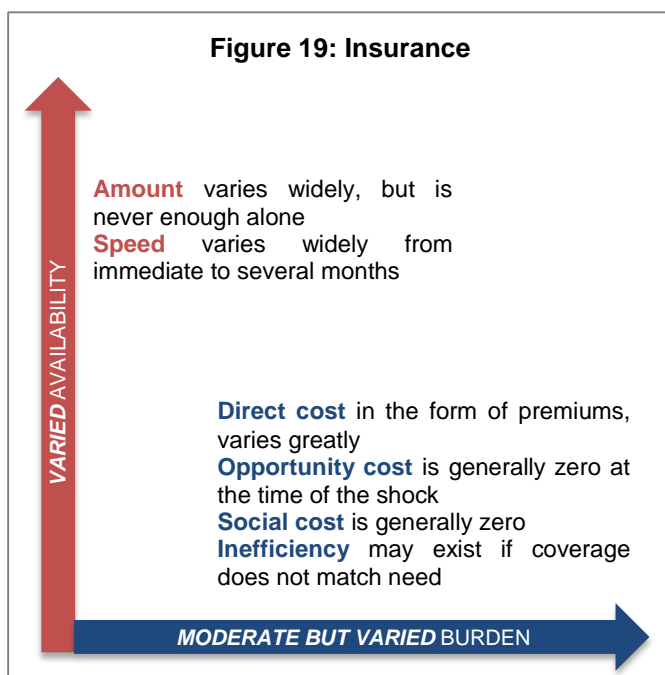 Figure 19: Insurance
Amount varies widely, but is
never enough alone
Speed varies widely from
immediate to several months
VARIED AVAILABILITY
Direct cost in the form of premiums,
varies greatly
Opportunity cost is generally zero at
the time of the shock
Social cost is generally zero
Inefficiency may exist if coverage
does not match need
MODERATE BUT VARIED BURDEN